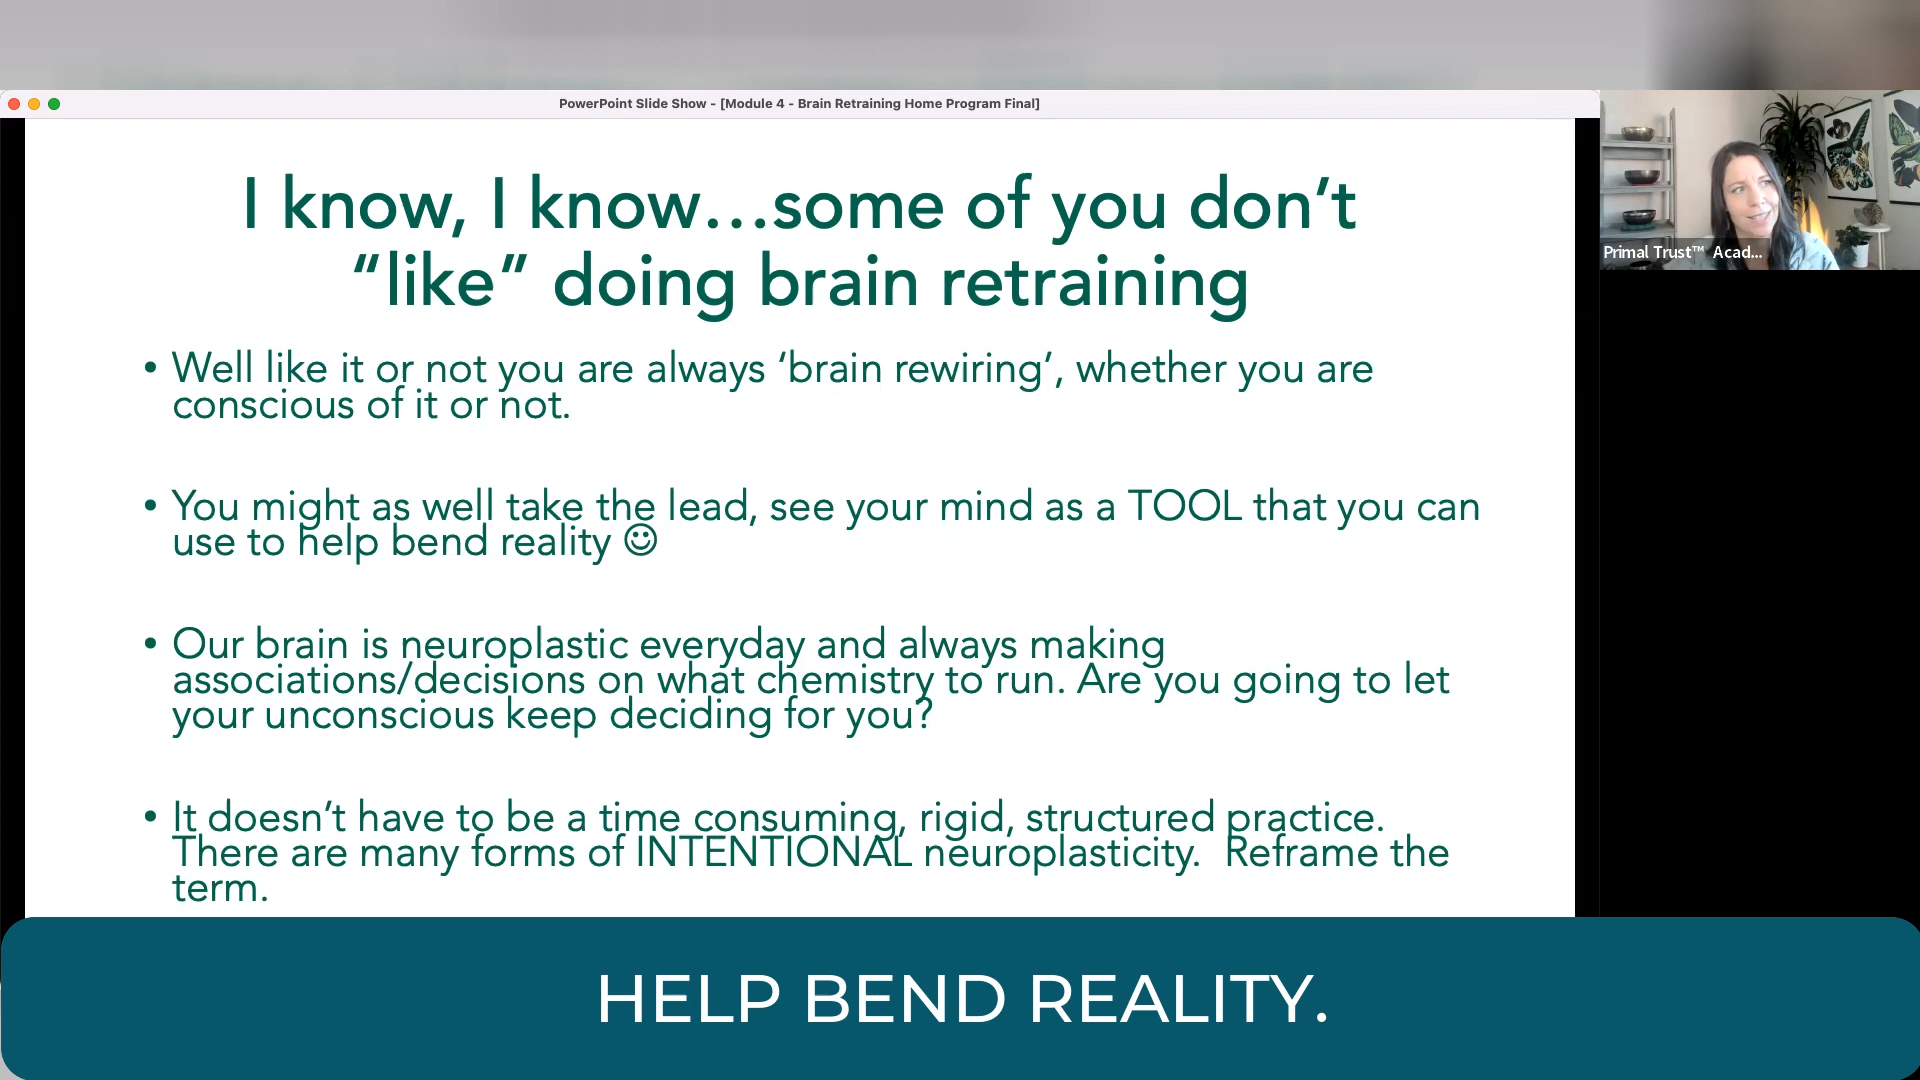 PowerPoint Slide Show - [Module 4 - Brain Retraining Home Program Final]
I know, I know...some of you don’t
“like” doing brain retraining
• Well like it or not you are always ‘brain rewiring’, whether you are
conscious of it or not.
• You might as well take the lead, see your mind as a TOOL that you can
use to help bend reality ☺
• Our brain is neuroplastic everyday and always making
associations/decisions on what chemistry to run. Are you going to let
your unconscious keep deciding for you?
• It doesn’t have to be a time consuming, rigid, structured practice.
There are many forms of INTENTIONAL neuroplasticity.  Reframe the
term.
Primal Trust™ Acad...
HELP BEND REALITY.